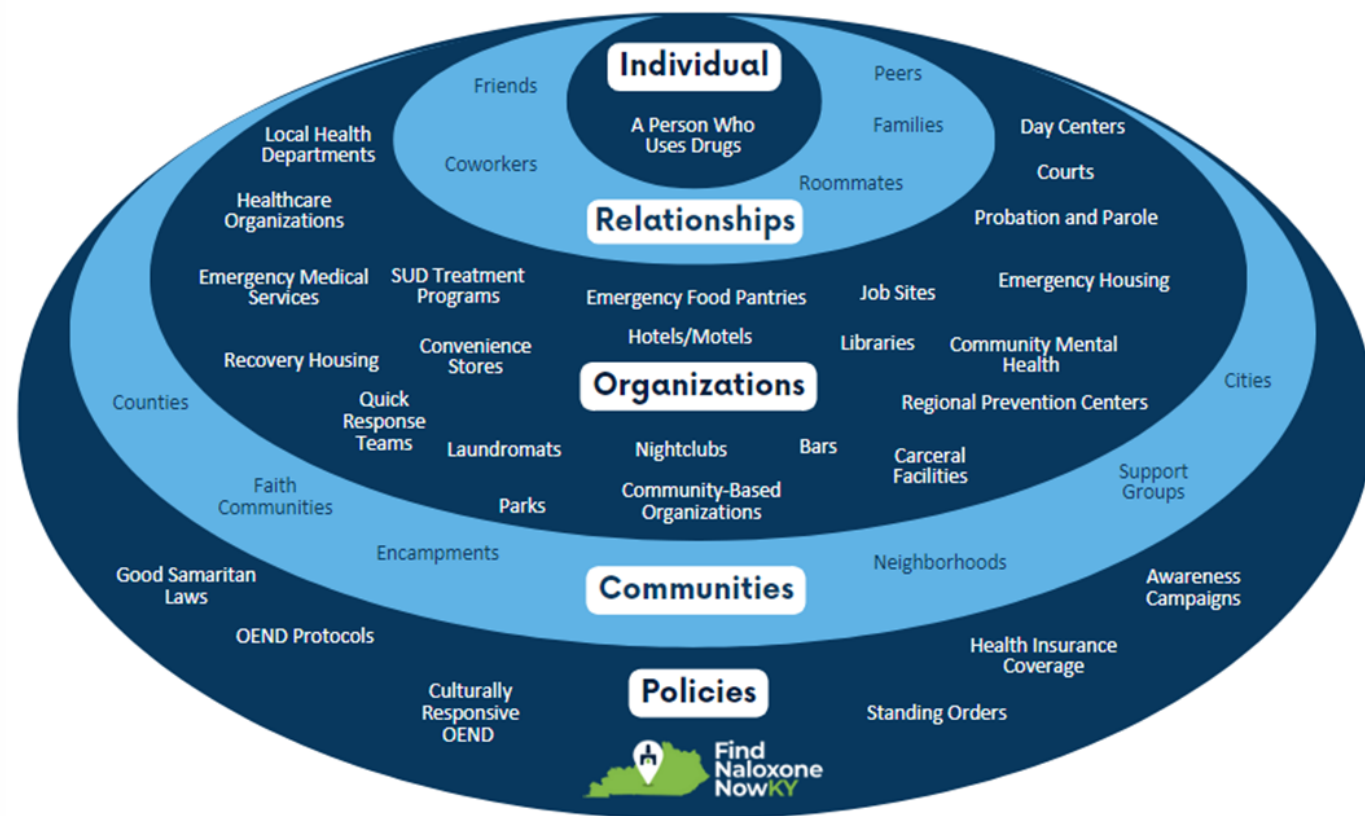 Individual
A Person Who
Uses Drugs
Friends
Coworkers
Peers
Families
Roommates
Relationships
Local Health
Departments
Healthcare
Organizations
Emergency Medical
Services
SUD Treatment
Programs
Recovery Housing
Convenience
Stores
Quick
Response
Teams
Laundromats
Parks
Emergency Food Pantries
Hotels/Motels
Organizations
Nightclubs
Community-Based
Organizations
Bars
Day Centers
Courts
Probation and Parole
Emergency Housing
Job Sites
Libraries
Community Mental
Health
Regional Prevention Centers
Carceral
Facilities
Counties
Faith
Communities
Encampments
Communities
Neighborhoods
Support
Groups
Cities
Good Samaritan
Laws
OEND Protocols
Culturally
Responsive
OEND
Policies
Standing Orders
Health Insurance
Coverage
Awareness
Campaigns
Find
Naloxone
NowKY